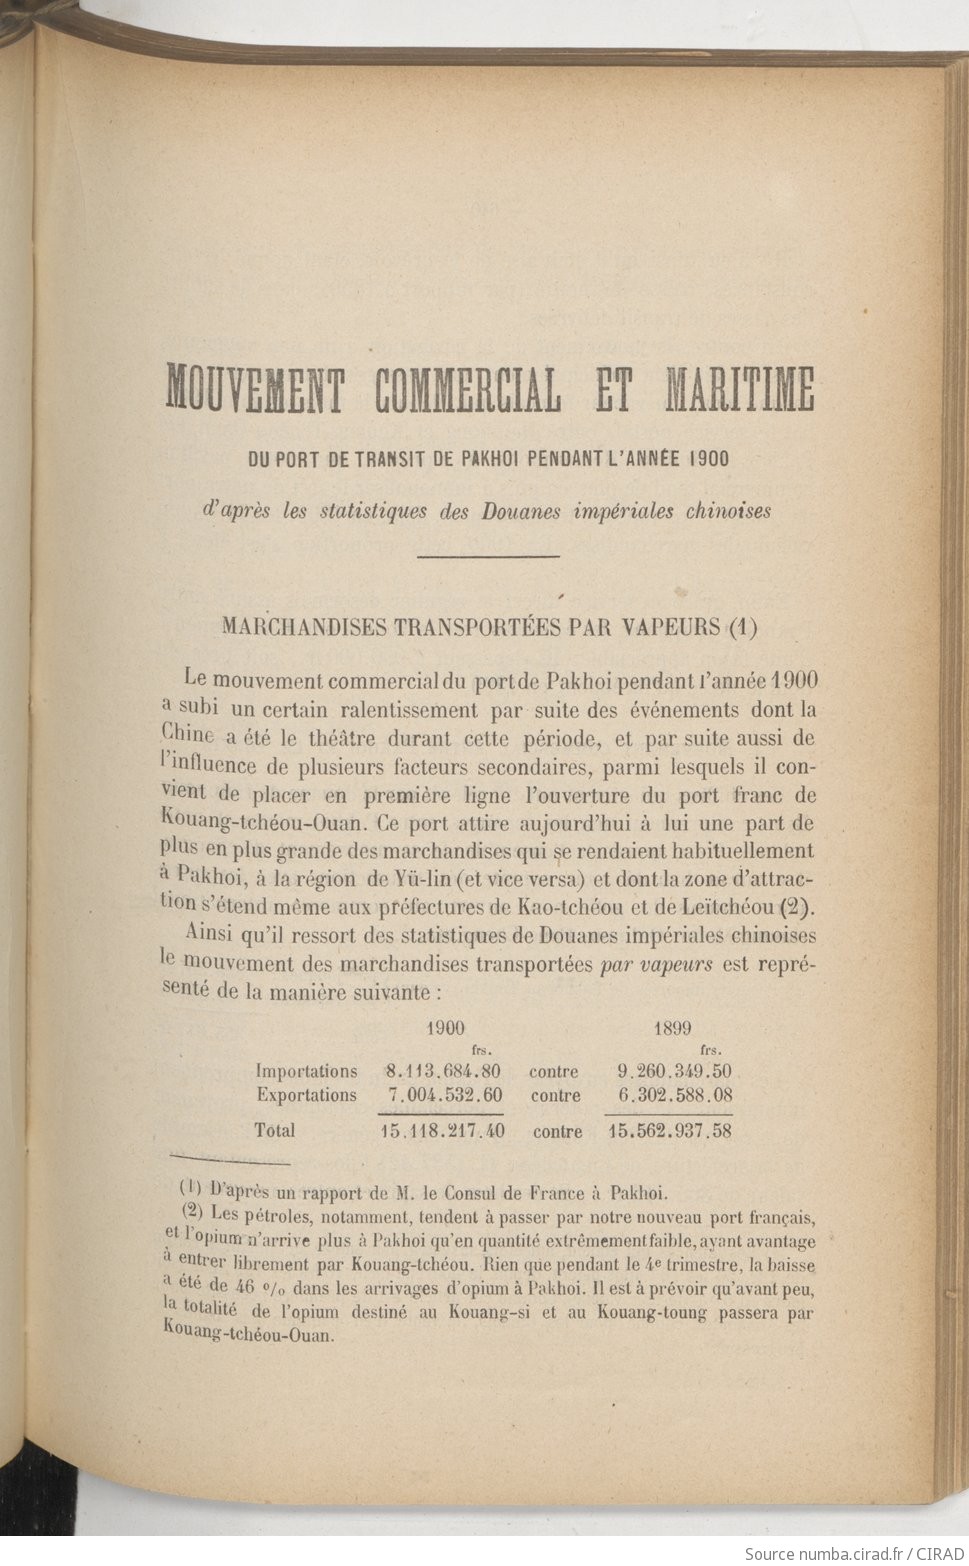 MOUVEMENT COMMERCIAL ET MARITIME
DU PORT DE TRANSIT DE PAKHOI PENDANT L'ANNÉE 1900
d'après les statistiques des Douanes impériales chinoises
MARCHANDISES TRANSPORTÉES PAR VAPEURS (1)
Le mouvement commercial du port de Pakhoi pendant l'année 1900
a subi un certain ralentissement par suite des événements dont la
Chine a été le théâtre durant cette période, et par suite aussi de
l'influence de plusieurs facteurs secondaires, parmi lesquels il con-
vient de placer en première ligne l'ouverture du port franc de
Kouang-tchéou-Ouan. Ce port attire aujourd'hui à lui une part de
plus en plus grande des marchandises qui se rendaient habituellement
à Pakhoi, à la région de Yü-lin (et vice versa) et dont la zone d'attrac-
tion s'étend même aux préfectures de Kao-tchéou et de Leïtchéou (2).
Ainsi qu'il ressort des statistiques de Douanes impériales chinoises
le mouvement des marchandises transportées par vapeurs est repré-
senté de la manière suivante :
1900 1899
frs. frs.
Importations 8.113.684.80 contre 9.260.349.50
Exportations 7.004.532.60 contre 6.302.588.08
Total 15.118.217.40 contre 15.562.937.58
(1) D'après un rapport de M. le Consul de France à Pakhoi.
(2) Les pétroles, notamment, tendent à passer par notre nouveau port français,
et l'opium n'arrive plus à Pakhoi qu'en quantité extrêmement faible, ayant avantage
à entrer librement par Kouang-tchéou. Rien que pendant le 4e trimestre, la baisse
a été de 46 % dans les arrivages d'opium à Pakhoi. Il est à prévoir qu'avant peu,
la totalité de l'opium destiné au Kouang-si et au Kouang-toung passera par
Kouang-tchéou-Ouan.
Source numba.cirad.fr / CIRAD